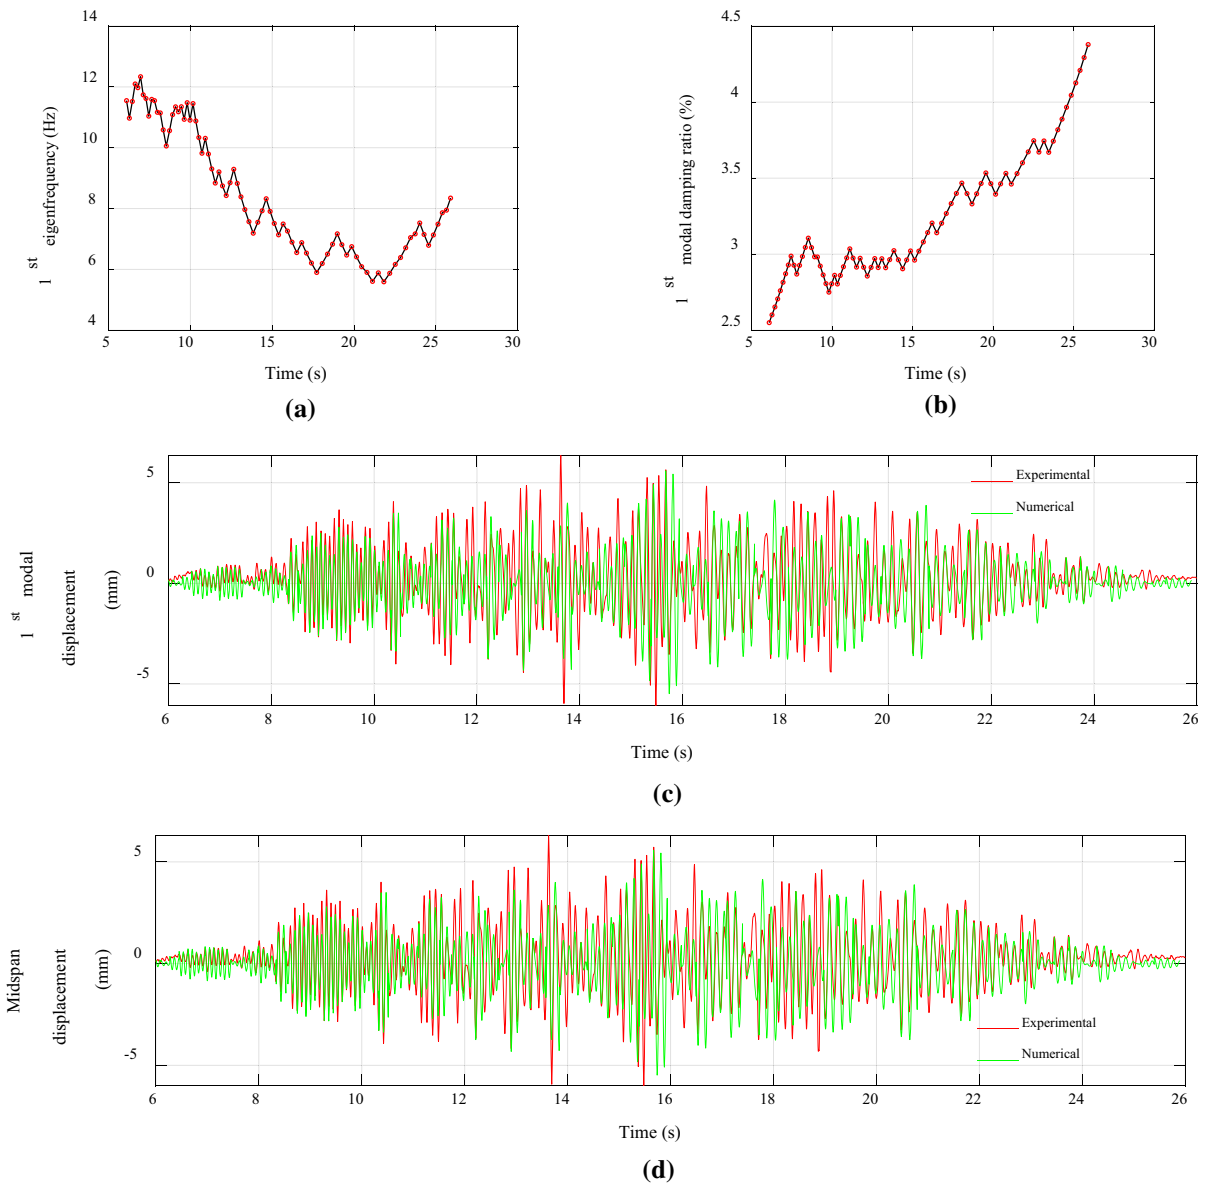 14
12
10
8
6
4
1st eigenfrequency (Hz)
5 10 15 20 25 30
Time (s)
(a)
4.5
4
3.5
3
2.5
1st modal damping ratio (%)
5 10 15 20 25 30
Time (s)
(b)
5
0
-5
1st modal
displacement
(mm)
Experimental
Numerical
6 8 10 12 14 16 18 20 22 24 26
Time (s)
(c)
5
0
-5
Midspan
displacement
(mm)
Experimental
Numerical
6 8 10 12 14 16 18 20 22 24 26
Time (s)
(d)